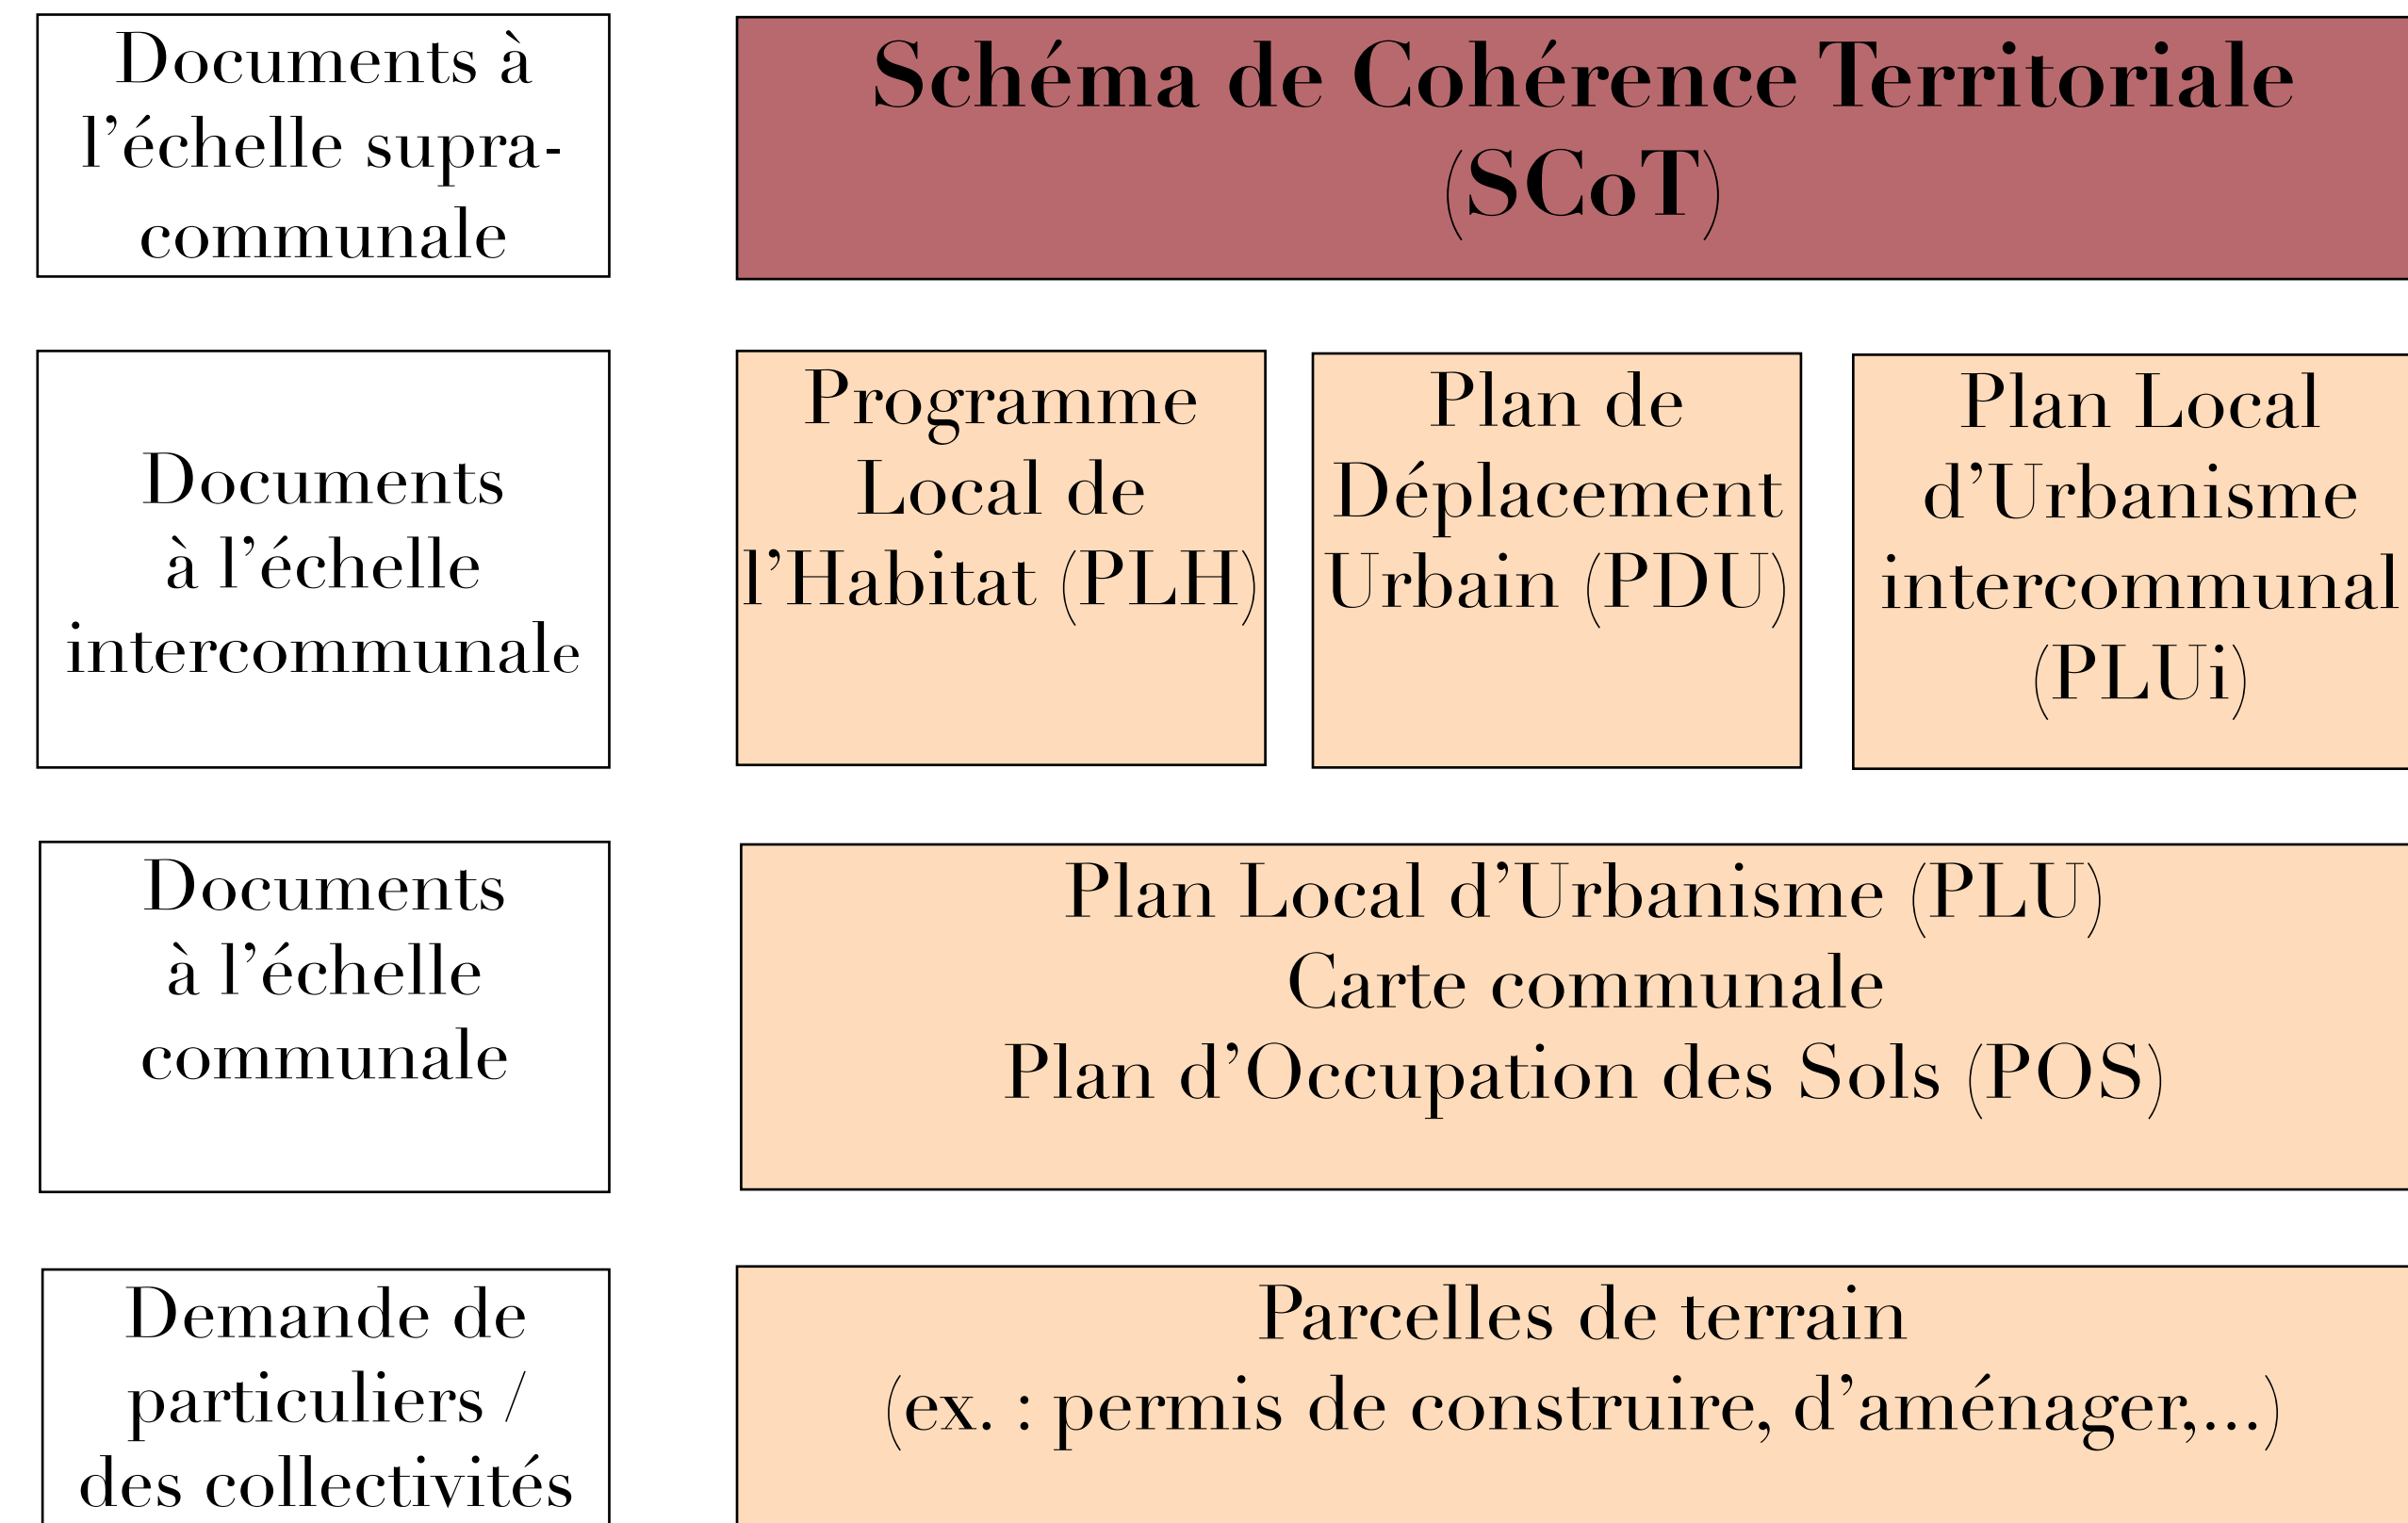 Documents à
l’échelle supra-
communale
Schéma de Cohérence Territoriale
(SCoT)
Documents
à l’échelle
intercommunale
Programme
Local de
l’Habitat (PLH)
Plan de
Déplacement
Urbain (PDU)
Plan Local
d’Urbanisme
intercommunal
(PLUi)
Documents
à l’échelle
communale
Plan Local d’Urbanisme (PLU)
Carte communale
Plan d’Occupation des Sols (POS)
Demande de
particuliers /
des collectivités
Parcelles de terrain
(ex. : permis de construire, d’aménager,...)